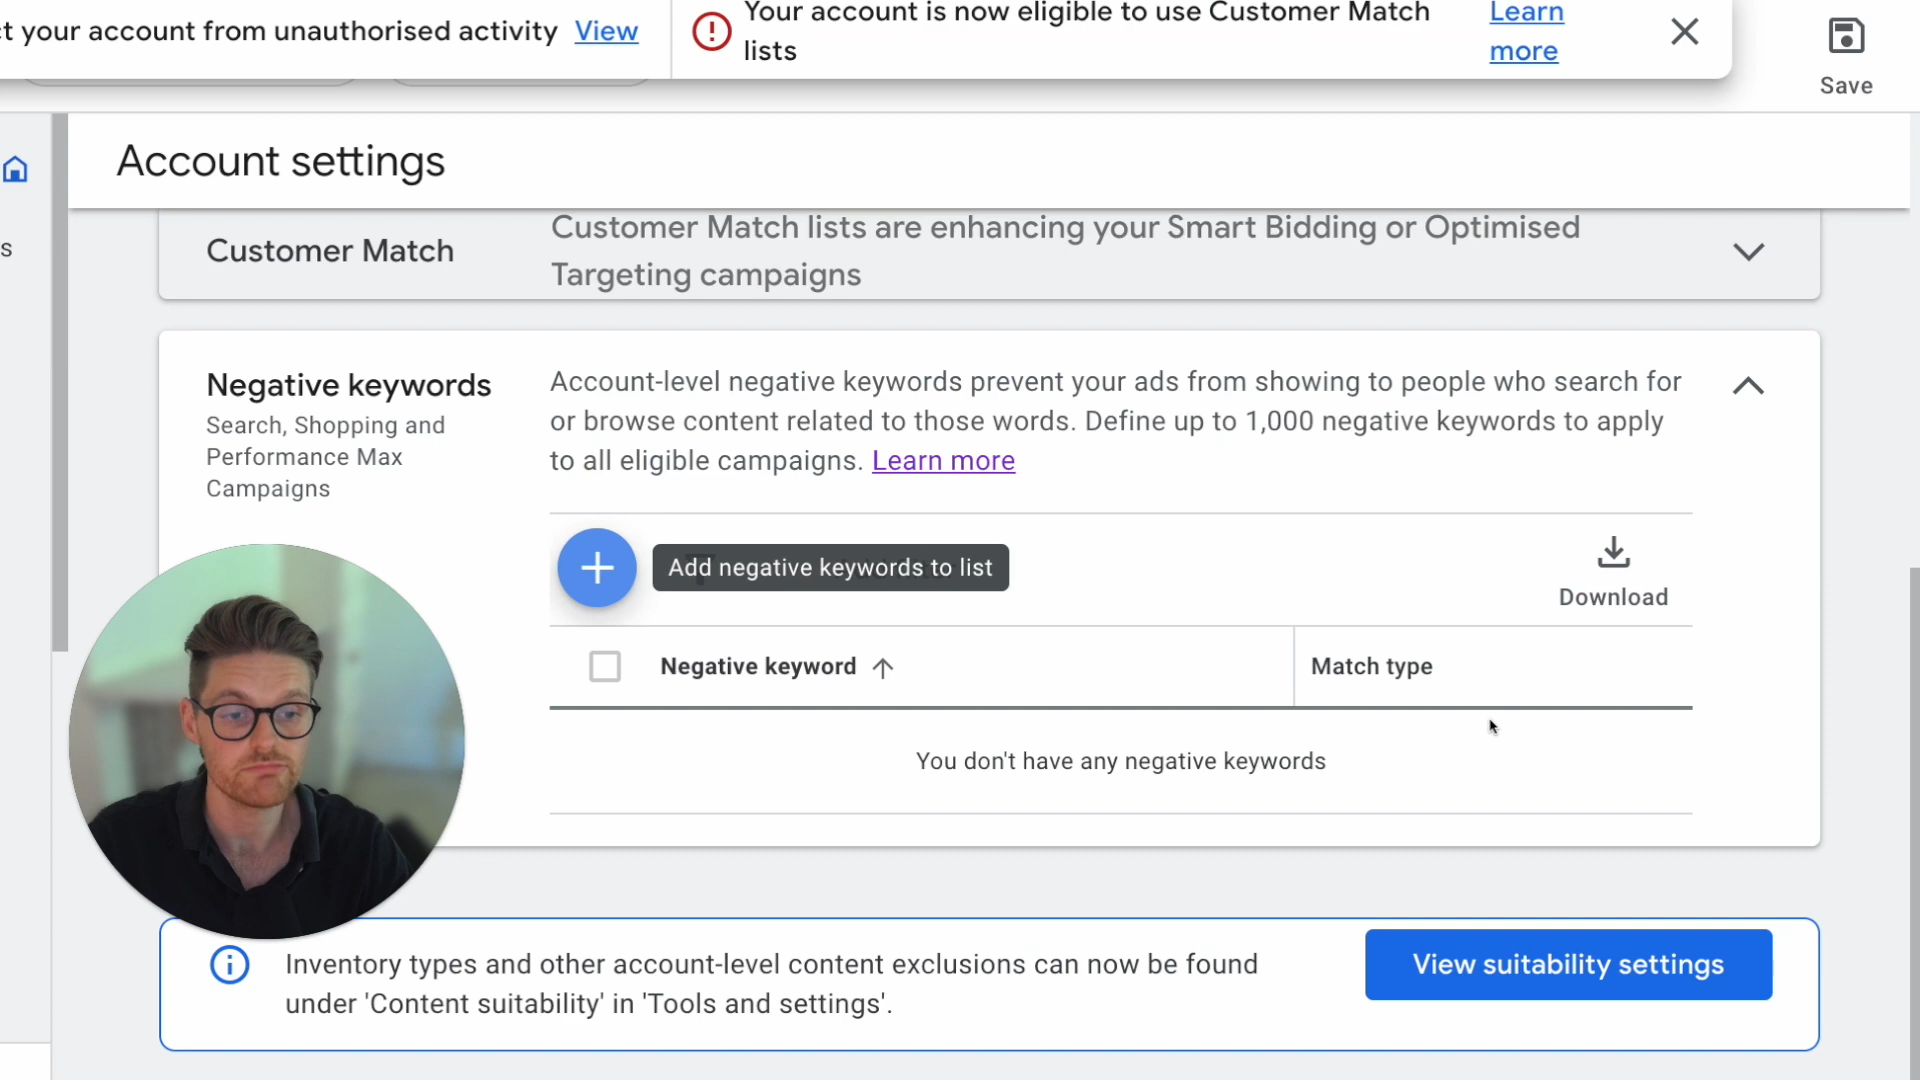 t your account from unauthorised activity View
Your account is now eligible to use Customer Match
lists
Learn
more
Save
Account settings
s
Customer Match
Customer Match lists are enhancing your Smart Bidding or Optimised
Targeting campaigns
Negative keywords
Search, Shopping and
Performance Max
Campaigns
Account-level negative keywords prevent your ads from showing to people who search for
or browse content related to those words. Define up to 1,000 negative keywords to apply
to all eligible campaigns. Learn more
Add negative keywords to list
Download
Negative keyword
Match type
You don't have any negative keywords
Inventory types and other account-level content exclusions can now be found
under 'Content suitability' in 'Tools and settings'.
View suitability settings